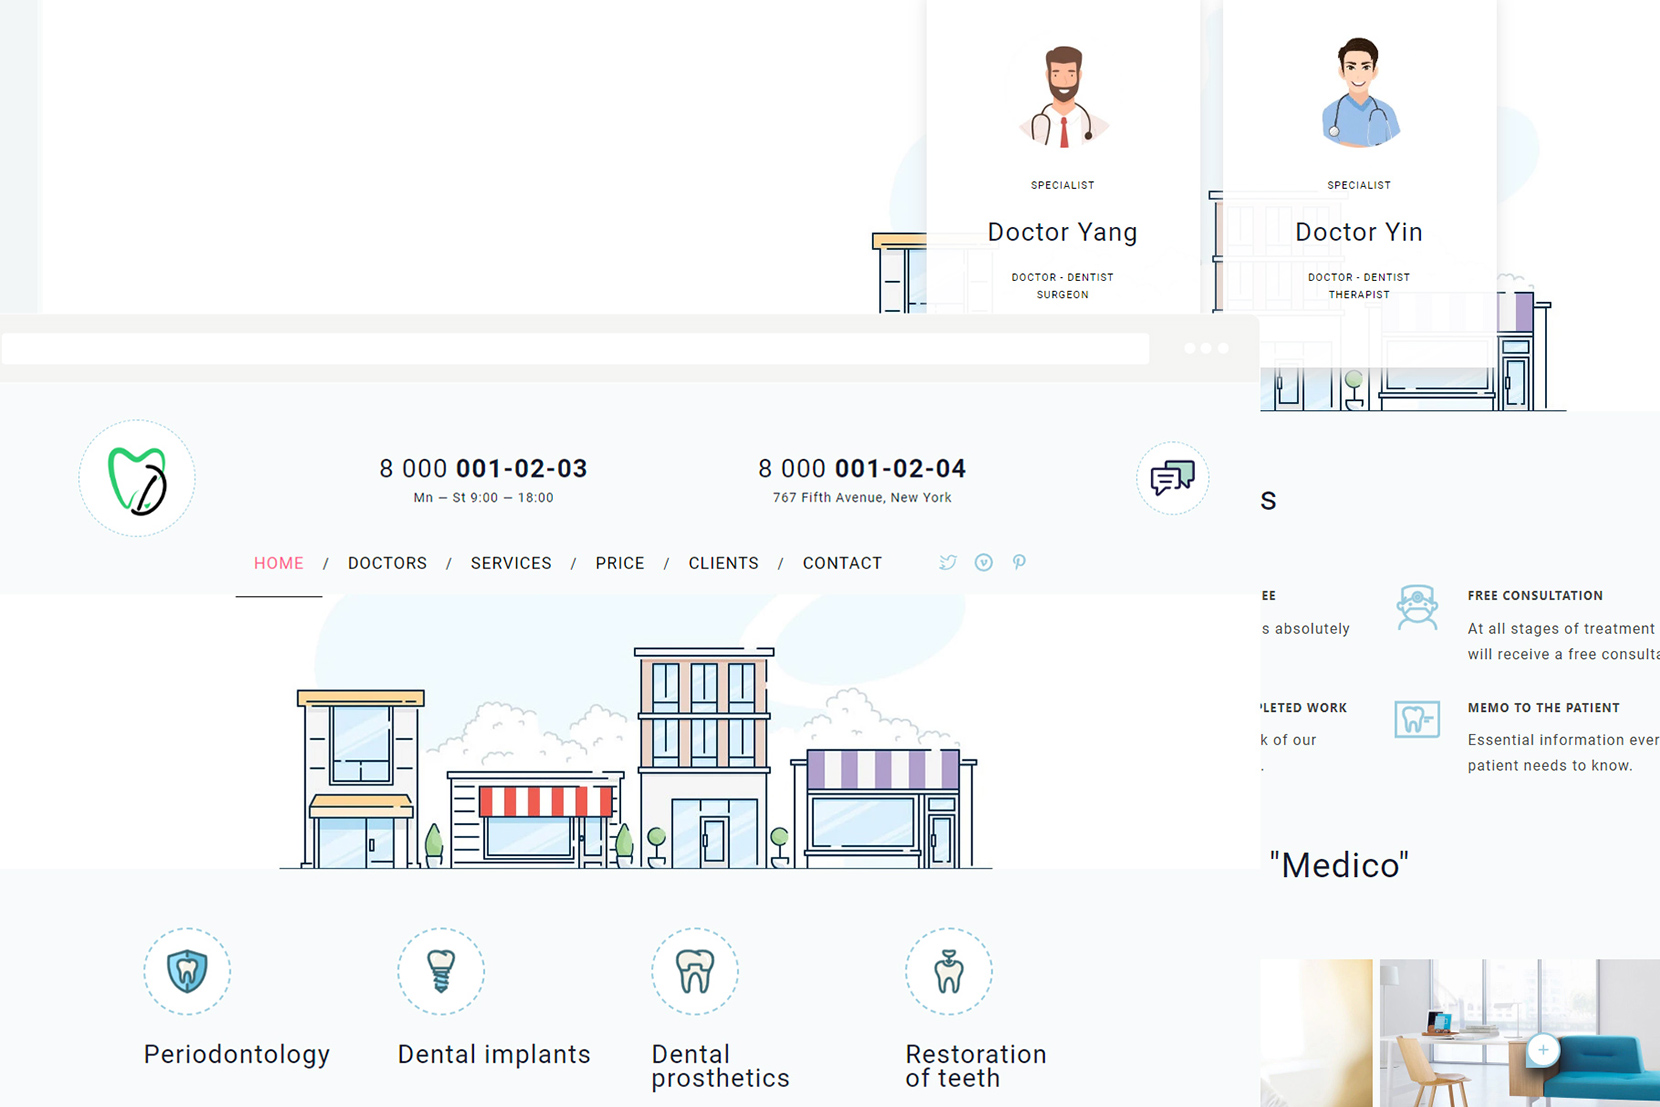 SPECIALIST
Doctor Yang
DOCTOR - DENTIST
SURGEON
SPECIALIST
Doctor Yin
DOCTOR - DENTIST
THERAPIST
8 000 001-02-03
Mn — St 9:00 — 18:00
8 000 001-02-04
767 Fifth Avenue, New York
HOME / DOCTORS / SERVICES / PRICE / CLIENTS / CONTACT
Periodontology
Dental implants
Dental
prosthetics
Restoration
of teeth
s
EE
s absolutely
FREE CONSULTATION
At all stages of treatment
will receive a free consulta
PLETED WORK
k of our
.
MEMO TO THE PATIENT
Essential information ever
patient needs to know.
"Medico"